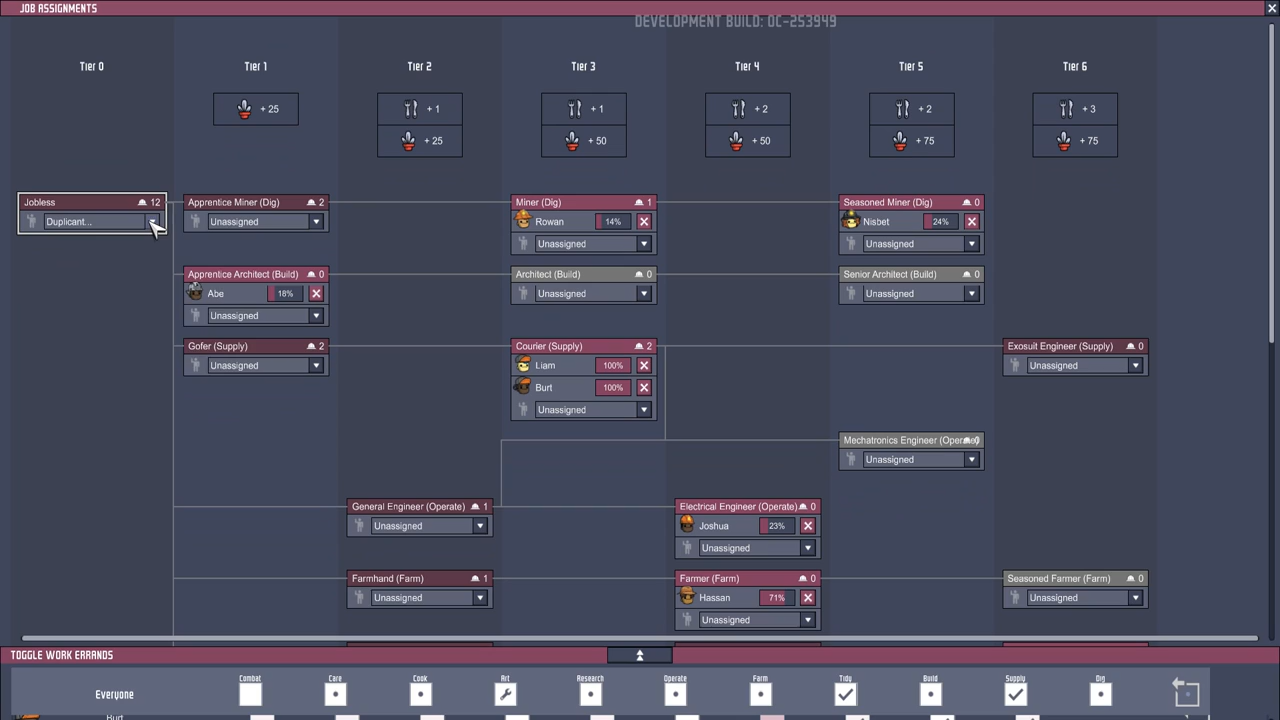 JOB ASSIGNMENTS
DEVELOPMENT BUILD: OC-253949
Tier 0 Tier 1 Tier 2 Tier 3 Tier 4 Tier 5 Tier 6
+ 25 + 1 + 1 + 2 + 2 + 3
+ 25 + 50 + 50 + 75 + 75
Jobless 12 Apprentice Miner (Dig) 2 Miner (Dig) 1 Seasoned Miner (Dig) 0
Duplicant... Unassigned Rowan 14% Nisbet 24%
Unassigned Unassigned
Apprentice Architect (Build) 0 Architect (Build) 0 Senior Architect (Build) 0
Abe 18% Unassigned Unassigned
Unassigned
Gofer (Supply) 2 Courier (Supply) 2 Exosuit Engineer (Supply) 0
Unassigned Liam 100% Unassigned
Burt 100%
Unassigned
Mechatronics Engineer (Operate) 0
Unassigned
General Engineer (Operate) 1 Electrical Engineer (Operate) 0
Unassigned Joshua 23%
Unassigned
Farmhand (Farm) 1 Farmer (Farm) 0 Seasoned Farmer (Farm) 0
Unassigned Hassan 71% Unassigned
Unassigned
TOGGLE WORK ERRANDS
Combat Care Cook Art Research Operate Farm Tidy Build Supply Dig
Everyone
Burt